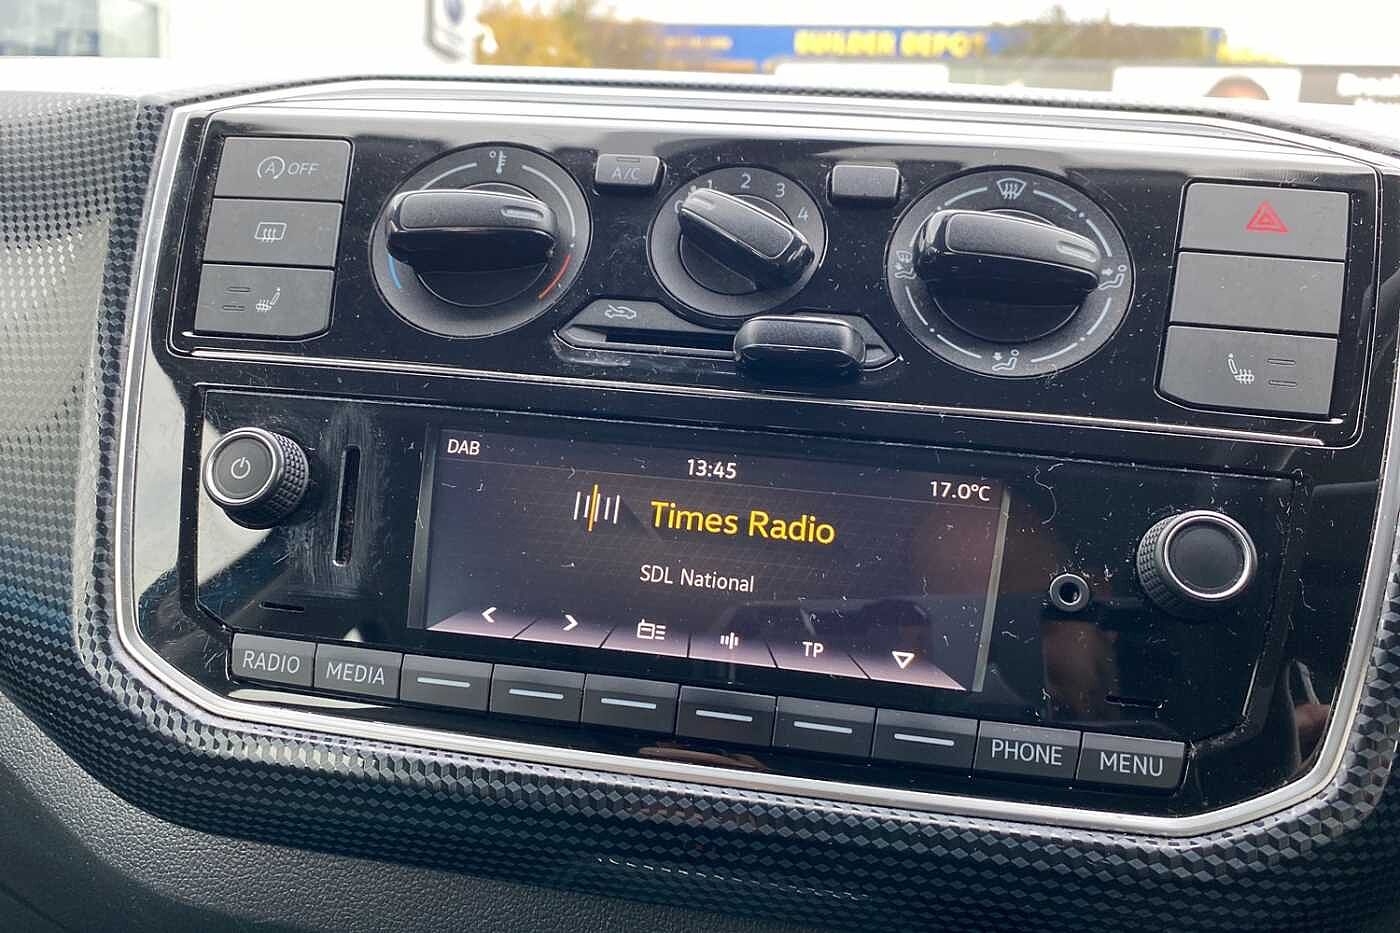 BUILDER DEPOT
A OFF
A/C
1 2 3 4
DAB
13:45
17.0°C
Times Radio
SDL National
TP
RADIO
MEDIA
PHONE
MENU